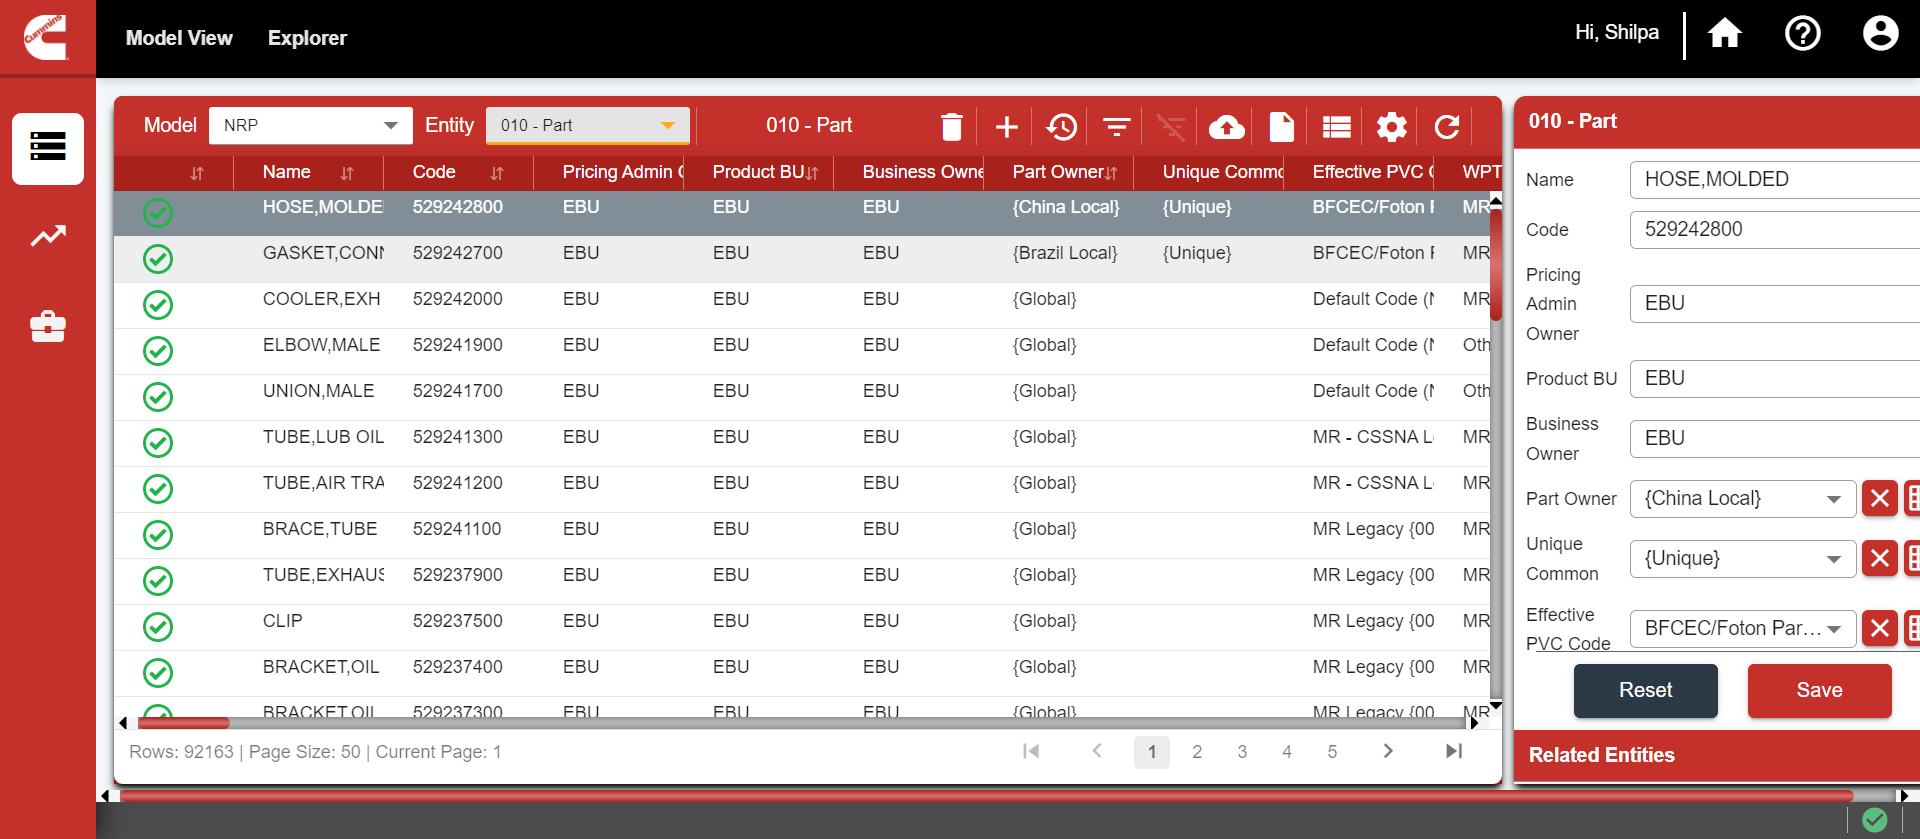 Cummins
Model View Explorer Hi, Shilpa
Model NRP Entity 010 - Part 010 - Part
Name Code Pricing Admin Product BU Business Owne Part Owner Unique Commo Effective PVC WPT
HOSE,MOLDE 529242800 EBU EBU EBU {China Local} {Unique} BFCEC/Foton MR
GASKET,CONN 529242700 EBU EBU EBU {Brazil Local} {Unique} BFCEC/Foton MR
COOLER,EXH 529242000 EBU EBU EBU {Global} Default Code (N MR
ELBOW,MALE 529241900 EBU EBU EBU {Global} Default Code (N Oth
UNION,MALE 529241700 EBU EBU EBU {Global} Default Code (N Oth
TUBE,LUB OIL 529241300 EBU EBU EBU {Global} MR - CSSNA L MR
TUBE,AIR TRA 529241200 EBU EBU EBU {Global} MR - CSSNA L MR
BRACE,TUBE 529241100 EBU EBU EBU {Global} MR Legacy {00 MR
TUBE,EXHAUS 529237900 EBU EBU EBU {Global} MR Legacy {00 MR
CLIP 529237500 EBU EBU EBU {Global} MR Legacy {00 MR
BRACKET,OIL 529237400 EBU EBU EBU {Global} MR Legacy {00 MR
BRACKET,OIL 529237300 EBU EBU EBU {Global} MR Legacy {00 MR
Rows: 92163 | Page Size: 50 | Current Page: 1
1 2 3 4 5
010 - Part
Name HOSE,MOLDED
Code 529242800
Pricing
Admin EBU
Owner
Product BU EBU
Business
Owner EBU
Part Owner {China Local}
Unique
Common {Unique}
Effective
PVC Code BFCEC/Foton Par...
Reset Save
Related Entities